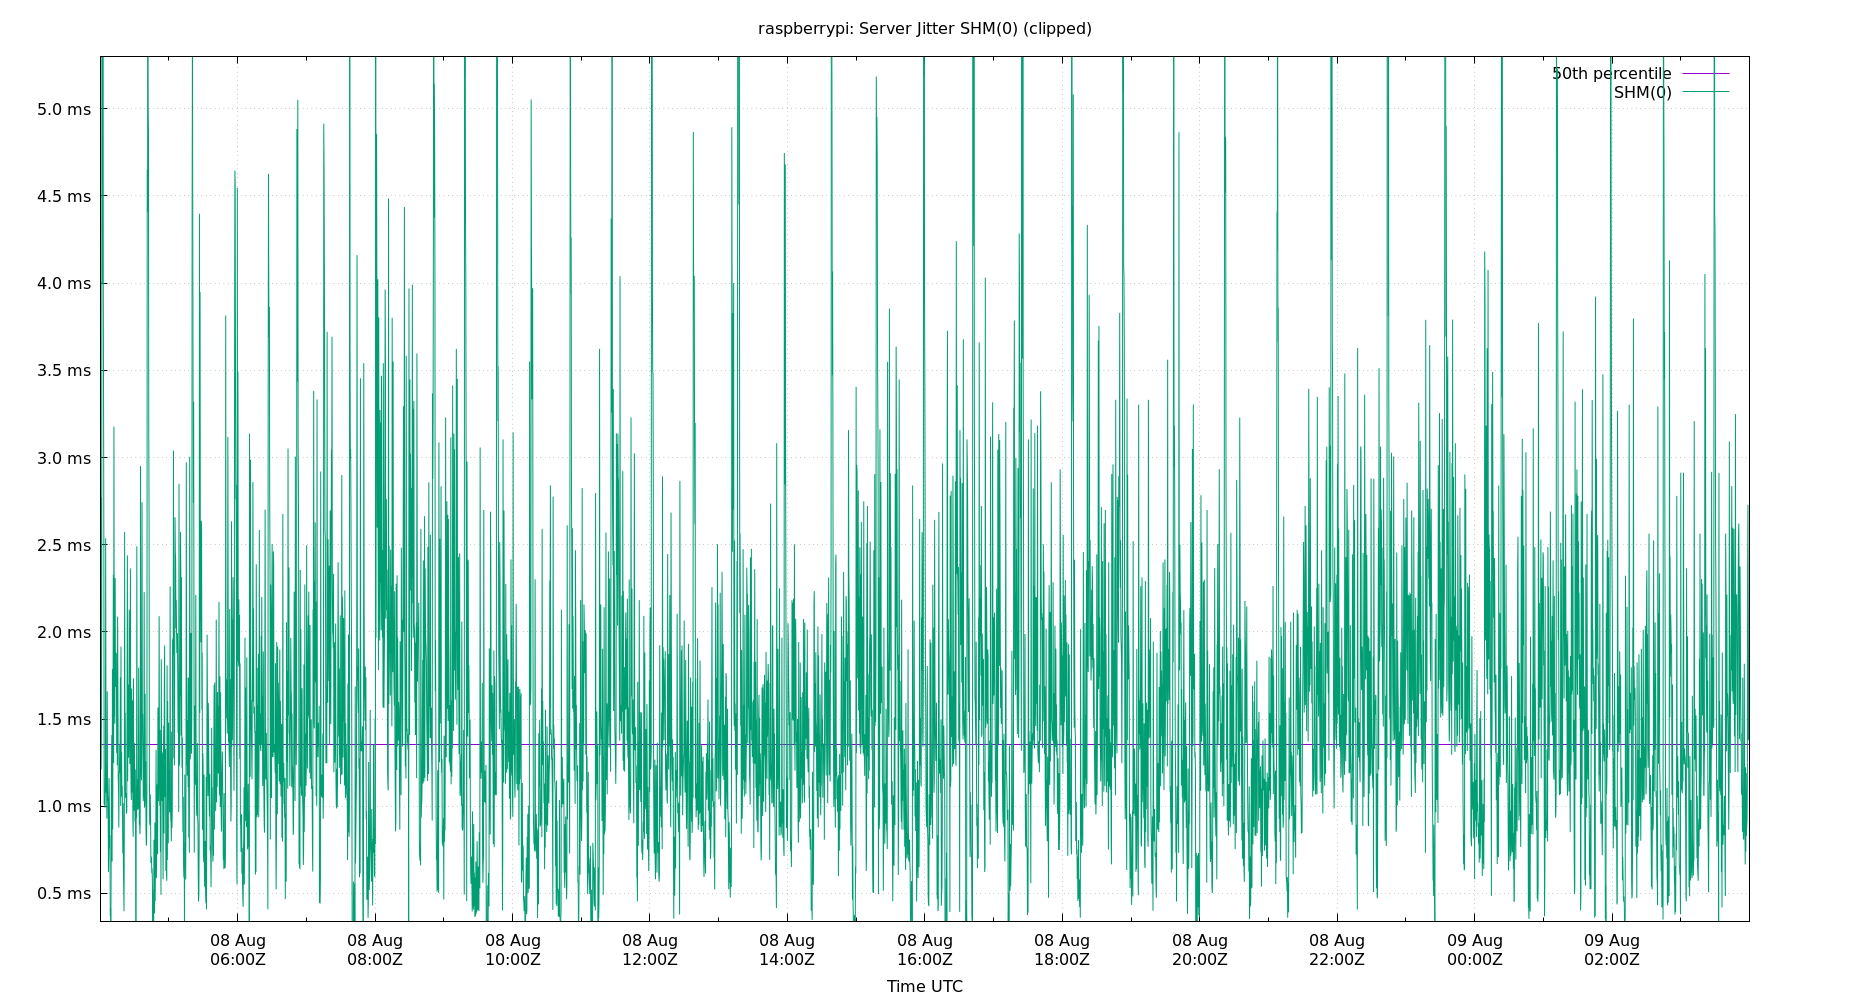 raspberrypi: Server Jitter SHM(0) (clipped)
50th percentile
SHM(0)
5.0 ms
4.5 ms
4.0 ms
3.5 ms
3.0 ms
2.5 ms
2.0 ms
1.5 ms
1.0 ms
0.5 ms
08 Aug 08 Aug 08 Aug 08 Aug 08 Aug 08 Aug 08 Aug 08 Aug 08 Aug 09 Aug 09 Aug
06:00Z 08:00Z 10:00Z 12:00Z 14:00Z 16:00Z 18:00Z 20:00Z 22:00Z 00:00Z 02:00Z
Time UTC